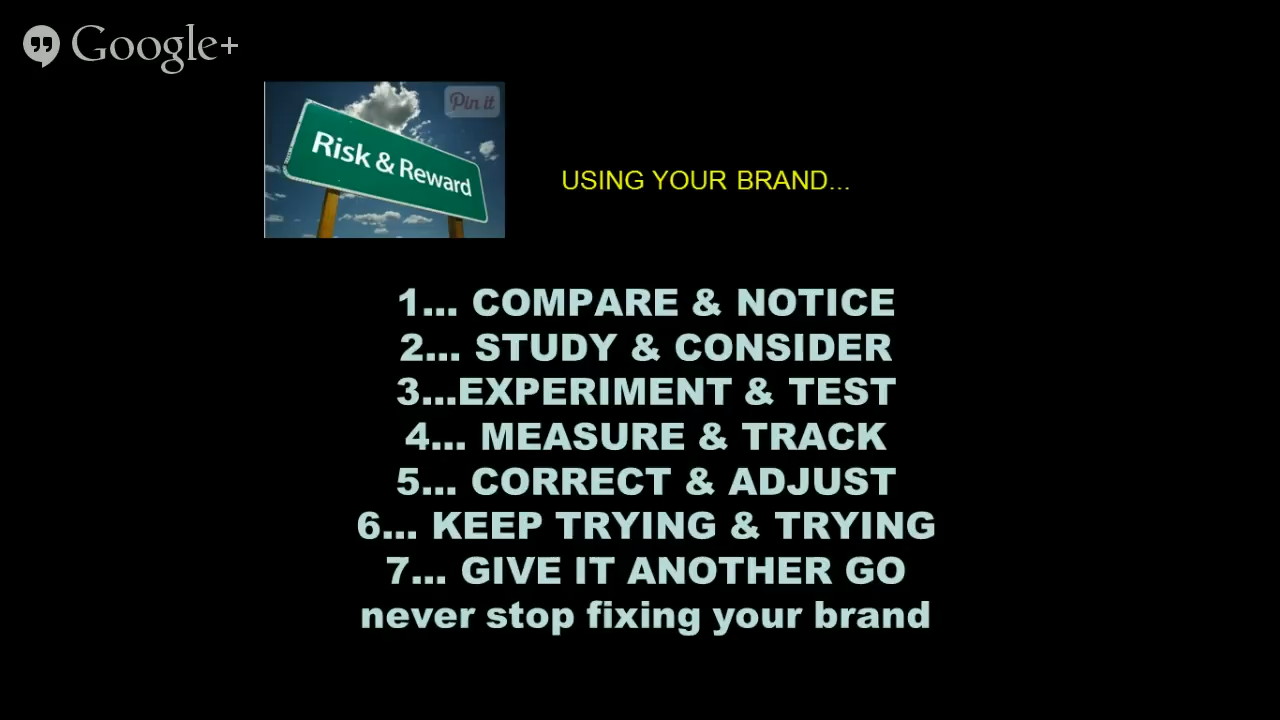 Google+
Pin it
Risk & Reward
USING YOUR BRAND...
1... COMPARE & NOTICE
2... STUDY & CONSIDER
3...EXPERIMENT & TEST
4... MEASURE & TRACK
5... CORRECT & ADJUST
6... KEEP TRYING & TRYING
7... GIVE IT ANOTHER GO
never stop fixing your brand